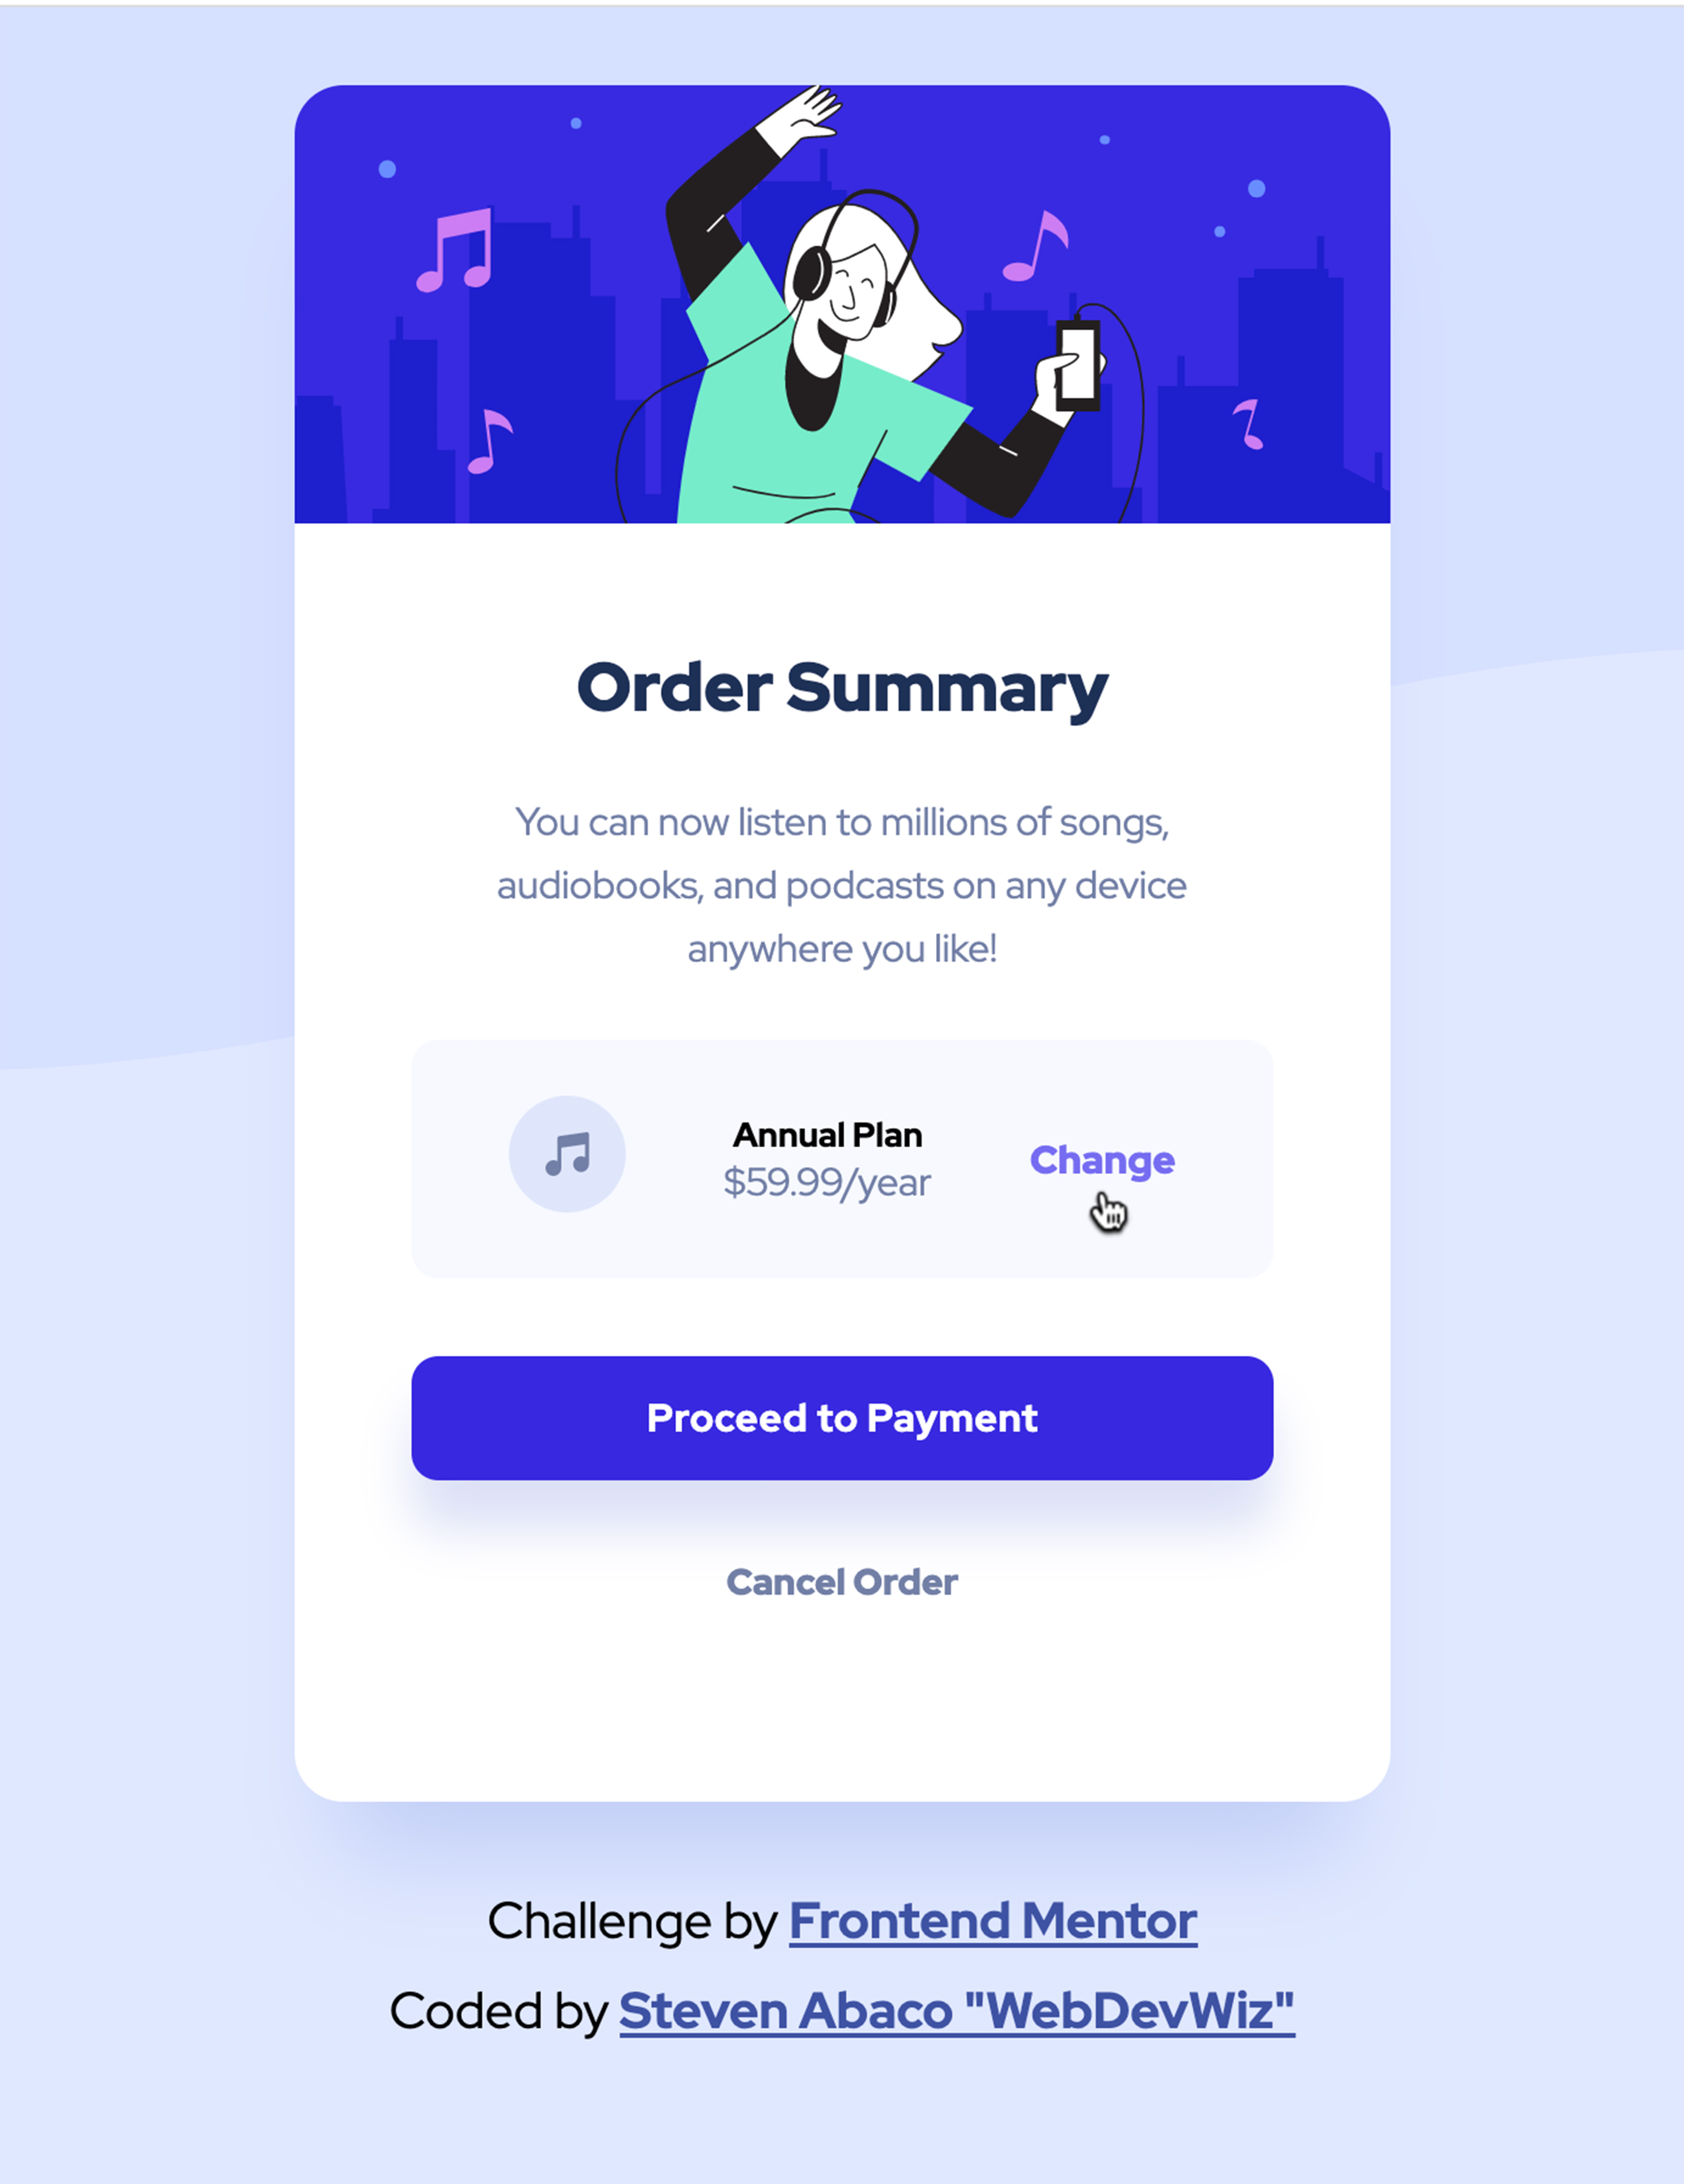 Order Summary
You can now listen to millions of songs,
audiobooks, and podcasts on any device
anywhere you like!
Annual Plan
$59.99/year
Change
Proceed to Payment
Cancel Order
Challenge by Frontend Mentor
Coded by Steven Abaco "WebDevWiz"